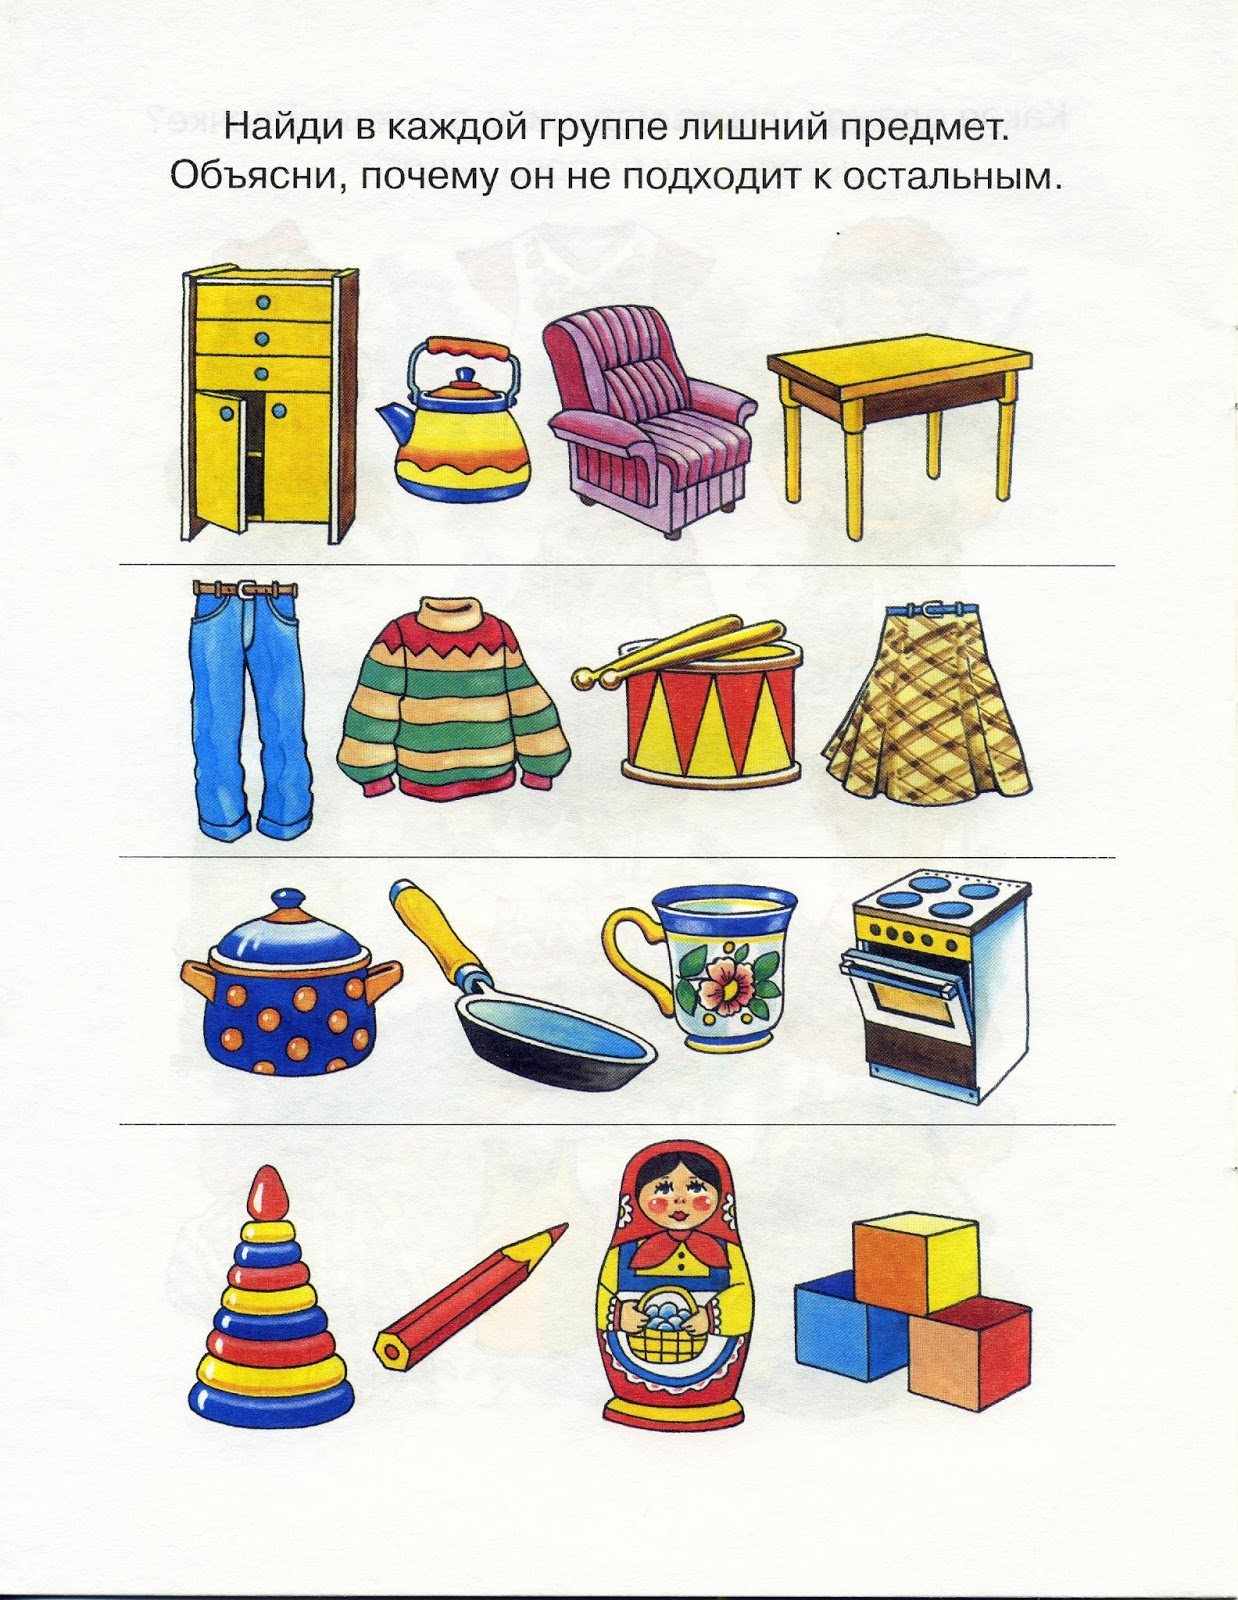 Найди в каждой группе лишний предмет.
Объясни, почему он не подходит к остальным.